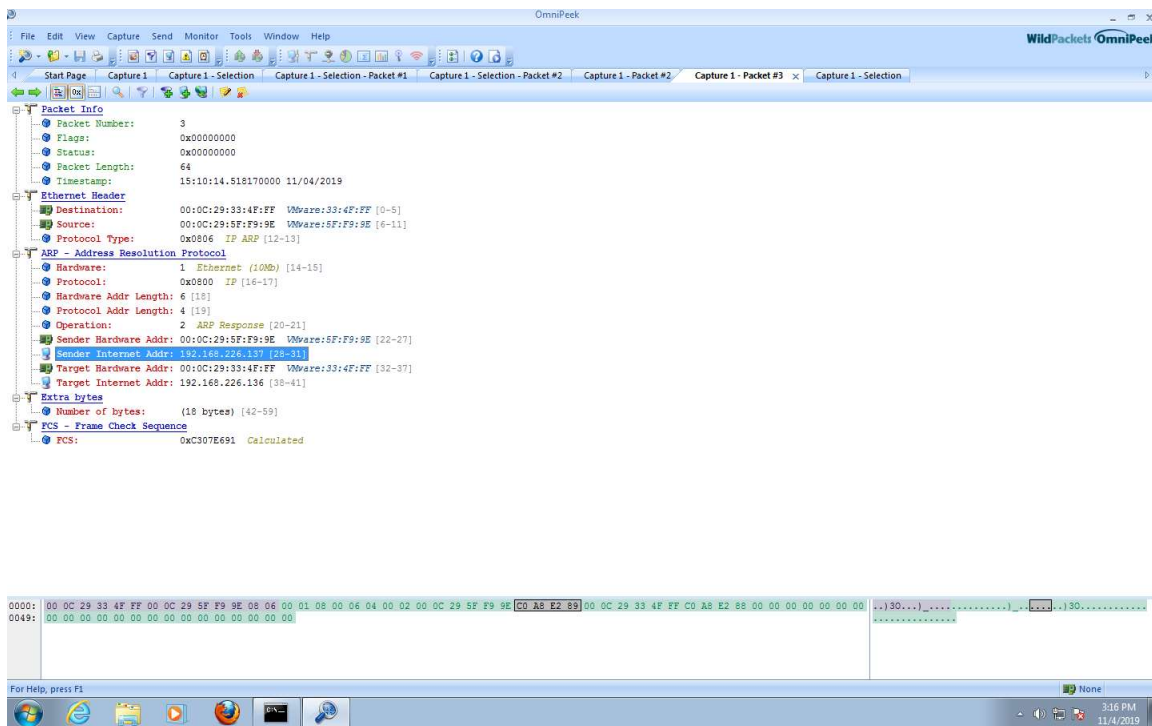 OmniPeek
File Edit View Capture Send Monitor Tools Window Help
WildPackets OmniPeek
Start Page Capture 1 Capture 1 - Selection Capture 1 - Selection - Packet #1 Capture 1 - Selection - Packet #2 Capture 1 - Packet #2 Capture 1 - Packet #3 Capture 1 - Selection
Packet Info
Packet Number: 3
Flags: 0x00000000
Status: 0x00000000
Packet Length: 64
Timestamp: 15:10:14.518170000 11/04/2019
Ethernet Header
Destination: 00:0C:29:33:4F:FF VMware:33:4F:FF [0-5]
Source: 00:0C:29:5F:F9:9E VMware:5F:F9:9E [6-11]
Protocol Type: 0x0806 IP ARP [12-13]
ARP - Address Resolution Protocol
Hardware: 1 Ethernet (10Mb) [14-15]
Protocol: 0x0800 IP [16-17]
Hardware Addr Length: 6 [18]
Protocol Addr Length: 4 [19]
Operation: 2 ARP Response [20-21]
Sender Hardware Addr: 00:0C:29:5F:F9:9E VMware:5F:F9:9E [22-27]
Sender Internet Addr: 192.168.226.137 [28-31]
Target Hardware Addr: 00:0C:29:33:4F:FF VMware:33:4F:FF [32-37]
Target Internet Addr: 192.168.226.136 [38-41]
Extra bytes
Number of bytes: (18 bytes) [42-59]
FCS - Frame Check Sequence
FCS: 0xC307E691 Calculated
0000: 00 0C 29 33 4F FF 00 0C 29 5F F9 9E 08 06 00 01 08 00 06 04 00 02 00 0C 29 5F F9 9E C0 A8 E2 89 00 0C 29 33 4F FF C0 A8 E2 88 00 00 00 00 00 00 00 ..)3O...)_..............)_........)3O...........
0049: 00 00 00 00 00 00 00 00 00 00 00 00 00 00 00 ...............
For Help, press F1 None
3:16 PM
11/4/2019